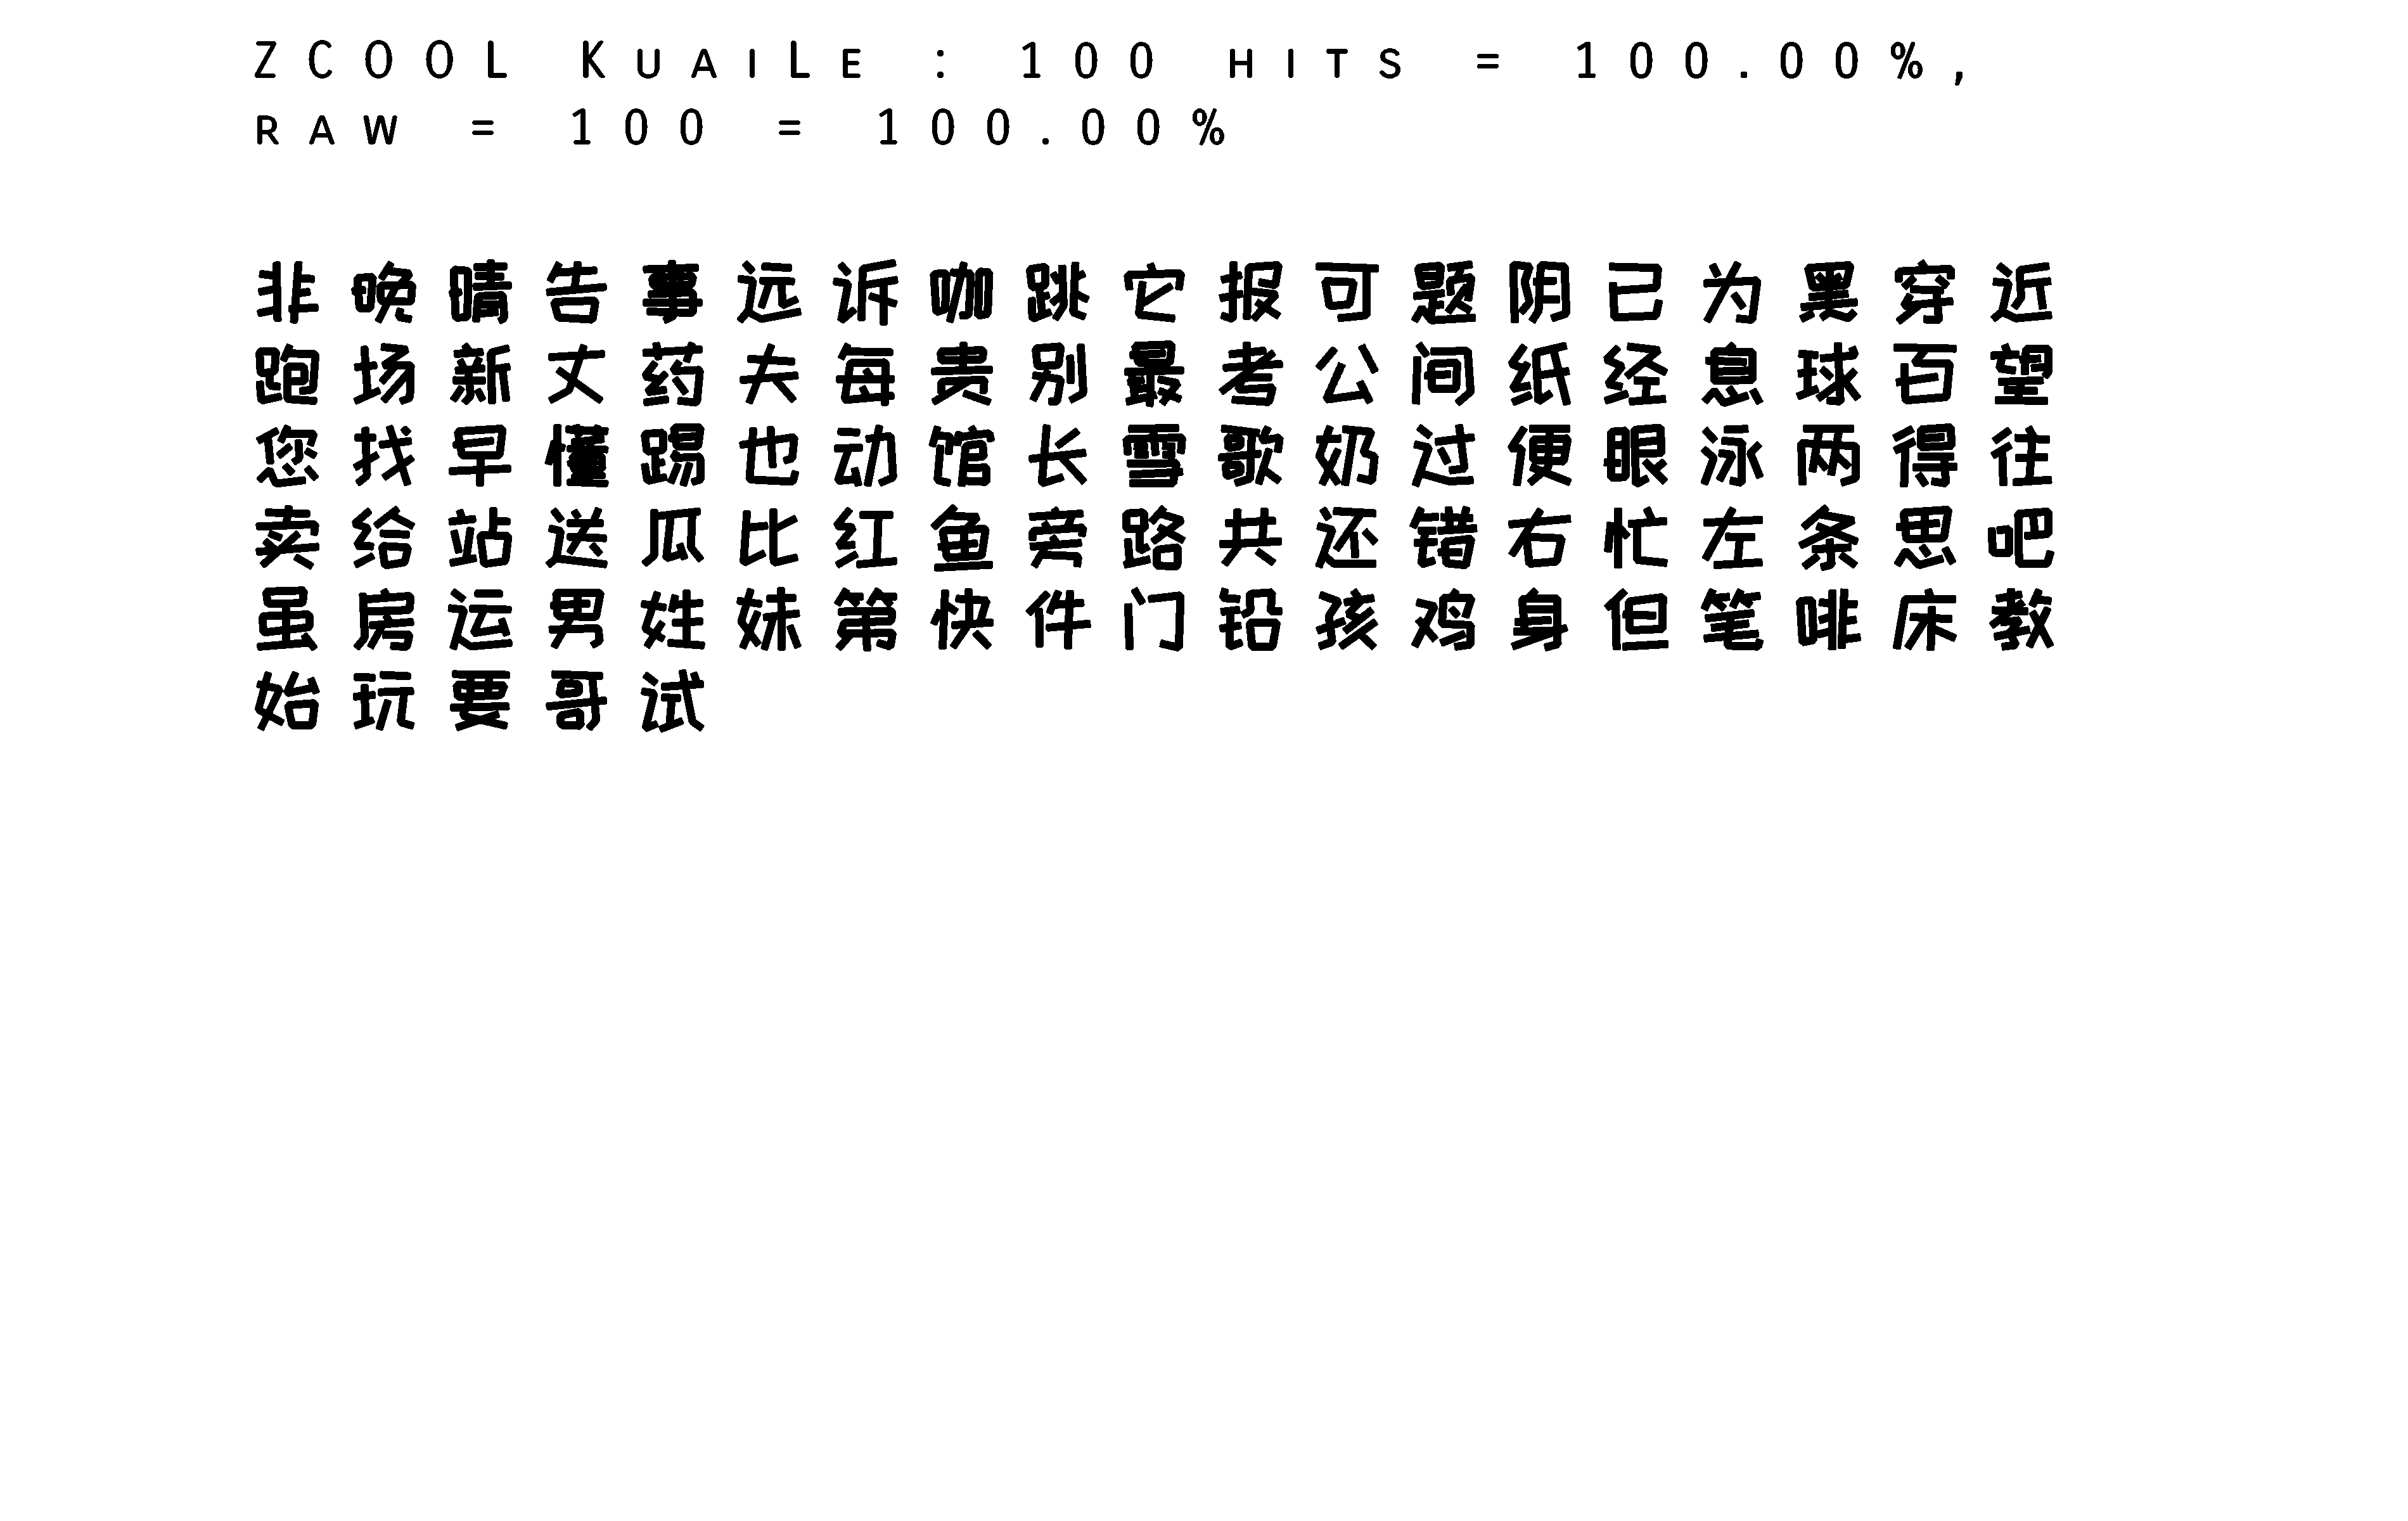 ZCOOL KuaiLe : 100 hits = 100.00%,
raw = 100 = 100.00%
非晚晴告事远诉咖跳它报可题阴已为黑穿近
跑场新丈药夫每贵别最考公间纸经息球百望
您找早懂踢也动馆长雪歌奶过便眼泳两得往
卖给站送瓜比红鱼旁路共还错右忙左条思吧
虽房运男姓妹第快件门铅孩鸡身但笔啡床教
始玩要哥试